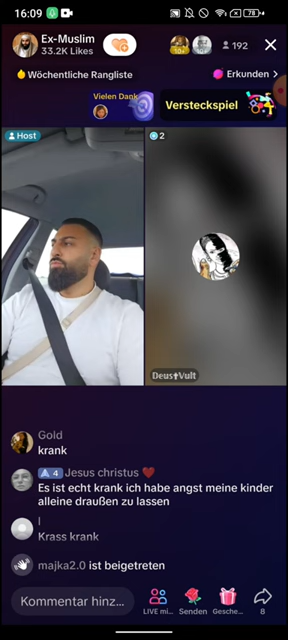 16:09
78
Ex-Muslim
33.2K Likes
192
Wöchentliche Rangliste
Erkunden >
Vielen Dank
Versteckspiel
Host
2
Deus✝Vult
Gold
krank
4 Jesus christus ❤️
Es ist echt krank ich habe angst meine kinder
alleine draußen zu lassen
I
Krass krank
majka2.0 ist beigetreten
Kommentar hinz...
LIVE mi...
Senden
Gesche...
8